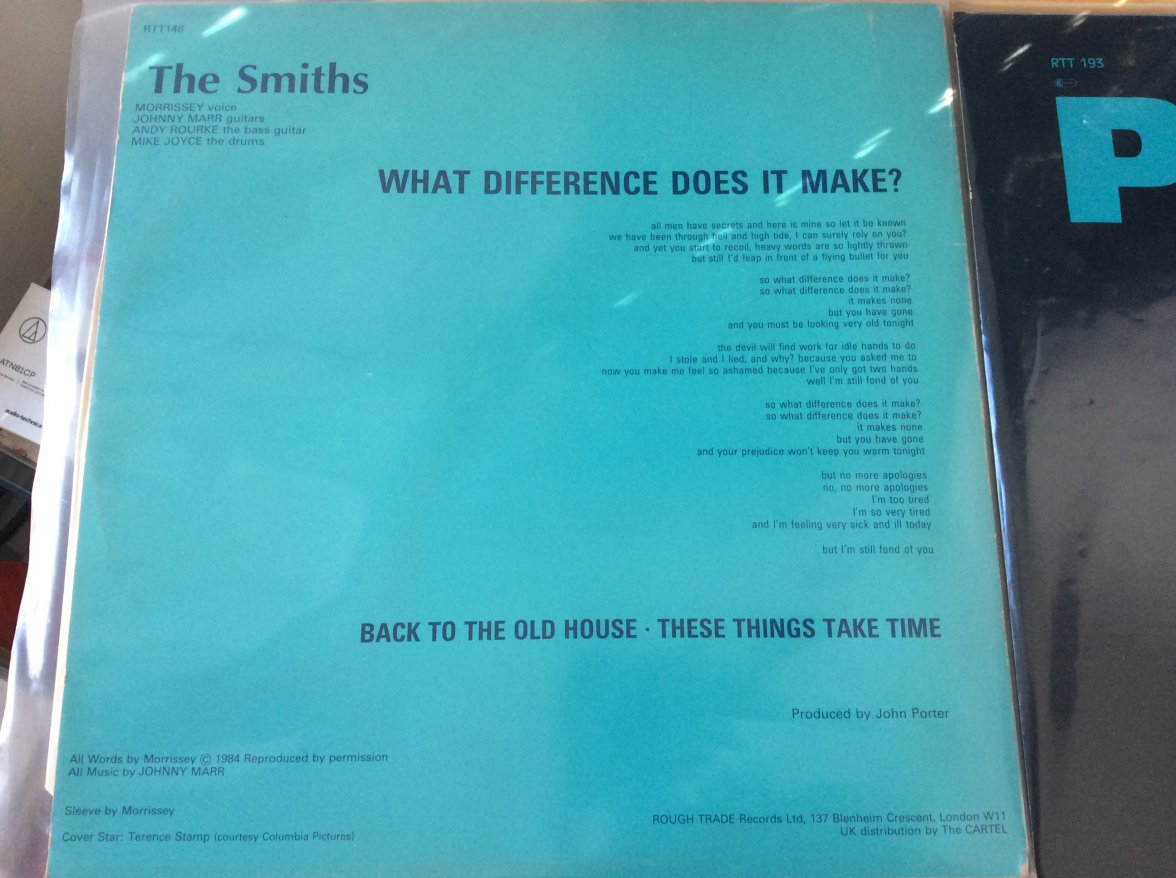 RTT146
The Smiths
MORRISSEY voice
JOHNNY MARR guitars
ANDY ROURKE the bass guitar
MIKE JOYCE the drums
WHAT DIFFERENCE DOES IT MAKE?
all men have secrets and here is mine so let it be known
we have been through hell and high tide, I can surely rely on you?
and yet you start to recoil, heavy words are so lightly thrown
but still I'd leap in front of a flying bullet for you
so what difference does it make?
so what difference does it make?
it makes none
but you have gone
and you must be looking very old tonight
the devil will find work for idle hands to do
I stole and I lied, and why? because you asked me to
now you make me feel so ashamed because I've only got two hands
well I'm still fond of you
so what difference does it make?
so what difference does it make?
it makes none
but you have gone
and your prejudice won't keep you warm tonight
but no more apologies
no, no more apologies
I'm too tired
I'm so very tired
and I'm feeling very sick and ill today
but I'm still fond of you
BACK TO THE OLD HOUSE · THESE THINGS TAKE TIME
Produced by John Porter
All Words by Morrissey © 1984 Reproduced by permission
All Music by JOHNNY MARR
Sleeve by Morrissey
Cover Star: Terence Stamp (courtesy Columbia Pictures)
ROUGH TRADE Records Ltd, 137 Blenheim Crescent, London W11
UK distribution by The CARTEL
RTT 193
P
ATN81CP
audio-technica